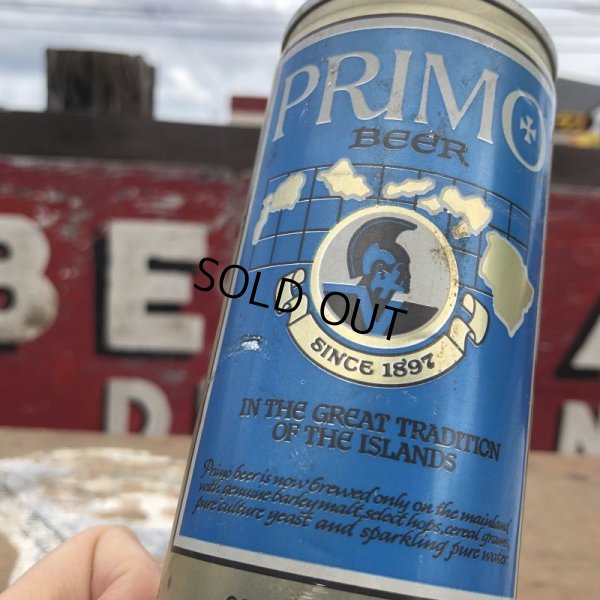 PRIMO
BEER
SOLD OUT
SINCE 1897
IN THE GREAT TRADITION
OF THE ISLANDS
Primo beer is now brewed only on the mainland
with genuine barley malt, select hops, cereal grains,
pure culture yeast and sparkling pure water.
BE
D